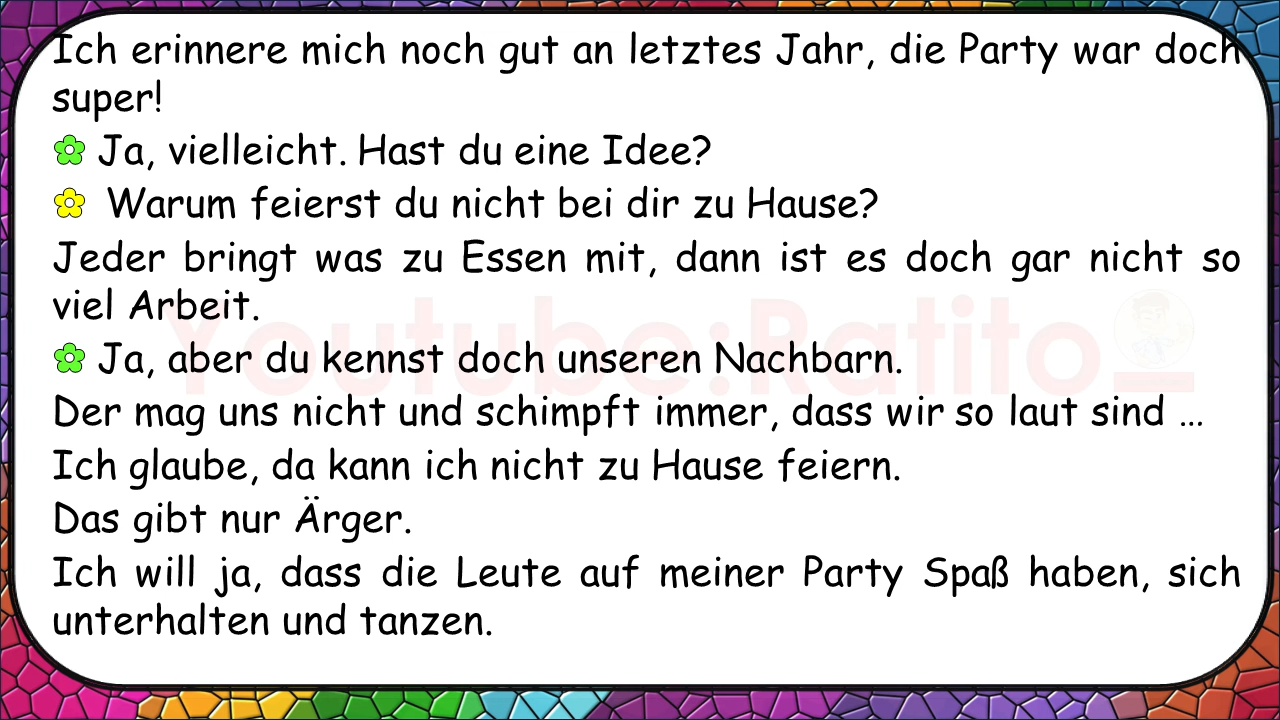 Ich erinnere mich noch gut an letztes Jahr, die Party war doch
super!
Ja, vielleicht. Hast du eine Idee?
Warum feierst du nicht bei dir zu Hause?
Jeder bringt was zu Essen mit, dann ist es doch gar nicht so
viel Arbeit.
Youtube:Ratito
Ja, aber du kennst doch unseren Nachbarn.
Der mag uns nicht und schimpft immer, dass wir so laut sind ...
Ich glaube, da kann ich nicht zu Hause feiern.
Das gibt nur Ärger.
Ich will ja, dass die Leute auf meiner Party Spaß haben, sich
unterhalten und tanzen.